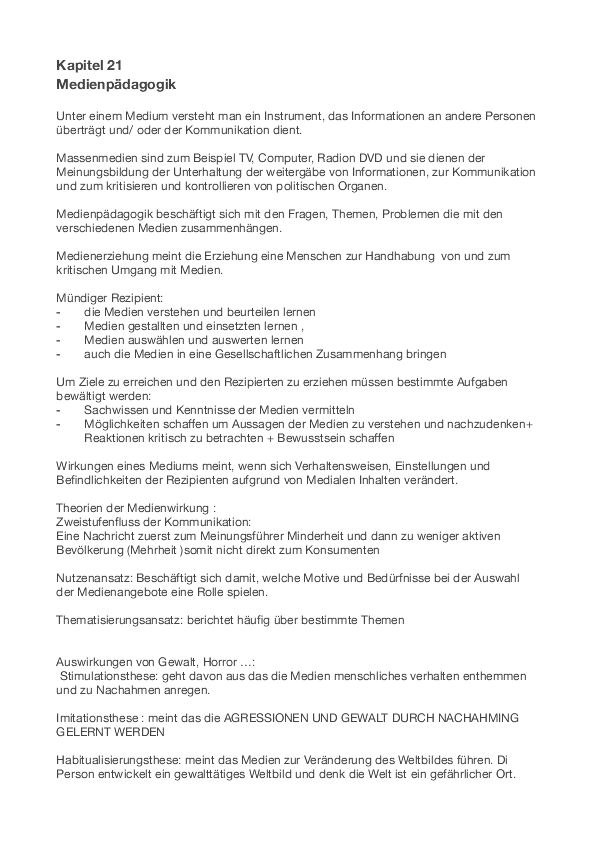 Kapitel 21
Medienpädagogik
Unter einem Medium versteht man ein Instrument, das Informationen an andere Personen
überträgt und/ oder der Kommunikation dient.
Massenmedien sind zum Beispiel TV, Computer, Radion DVD und sie dienen der
Meinungsbildung der Unterhaltung der weitergäbe von Informationen, zur Kommunikation
und zum kritisieren und kontrollieren von politischen Organen.
Medienpädagogik beschäftigt sich mit den Fragen, Themen, Problemen die mit den
verschiedenen Medien zusammenhängen.
Medienerziehung meint die Erziehung eine Menschen zur Handhabung von und zum
kritischen Umgang mit Medien.
Mündiger Rezipient:
- die Medien verstehen und beurteilen lernen
- Medien gestallten und einsetzten lernen ,
- Medien auswählen und auswerten lernen
- auch die Medien in eine Gesellschaftlichen Zusammenhang bringen
Um Ziele zu erreichen und den Rezipierten zu erziehen müssen bestimmte Aufgaben
bewältigt werden:
- Sachwissen und Kenntnisse der Medien vermitteln
- Möglichkeiten schaffen um Aussagen der Medien zu verstehen und nachzudenken+
Reaktionen kritisch zu betrachten + Bewusstsein schaffen
Wirkungen eines Mediums meint, wenn sich Verhaltensweisen, Einstellungen und
Befindlichkeiten der Rezipienten aufgrund von Medialen Inhalten verändert.
Theorien der Medienwirkung :
Zweistufenfluss der Kommunikation:
Eine Nachricht zuerst zum Meinungsführer Minderheit und dann zu weniger aktiven
Bevölkerung (Mehrheit )somit nicht direkt zum Konsumenten
Nutzenansatz: Beschäftigt sich damit, welche Motive und Bedürfnisse bei der Auswahl
der Medienangebote eine Rolle spielen.
Thematisierungsansatz: berichtet häufig über bestimmte Themen
Auswirkungen von Gewalt, Horror …:
Stimulationsthese: geht davon aus das die Medien menschliches verhalten enthemmen
und zu Nachahmen anregen.
Imitationsthese : meint das die AGRESSIONEN UND GEWALT DURCH NACHAHMING
GELERNT WERDEN
Habitualisierungsthese: meint das Medien zur Veränderung des Weltbildes führen. Di
Person entwickelt ein gewalttätiges Weltbild und denk die Welt ist ein gefährlicher Ort.